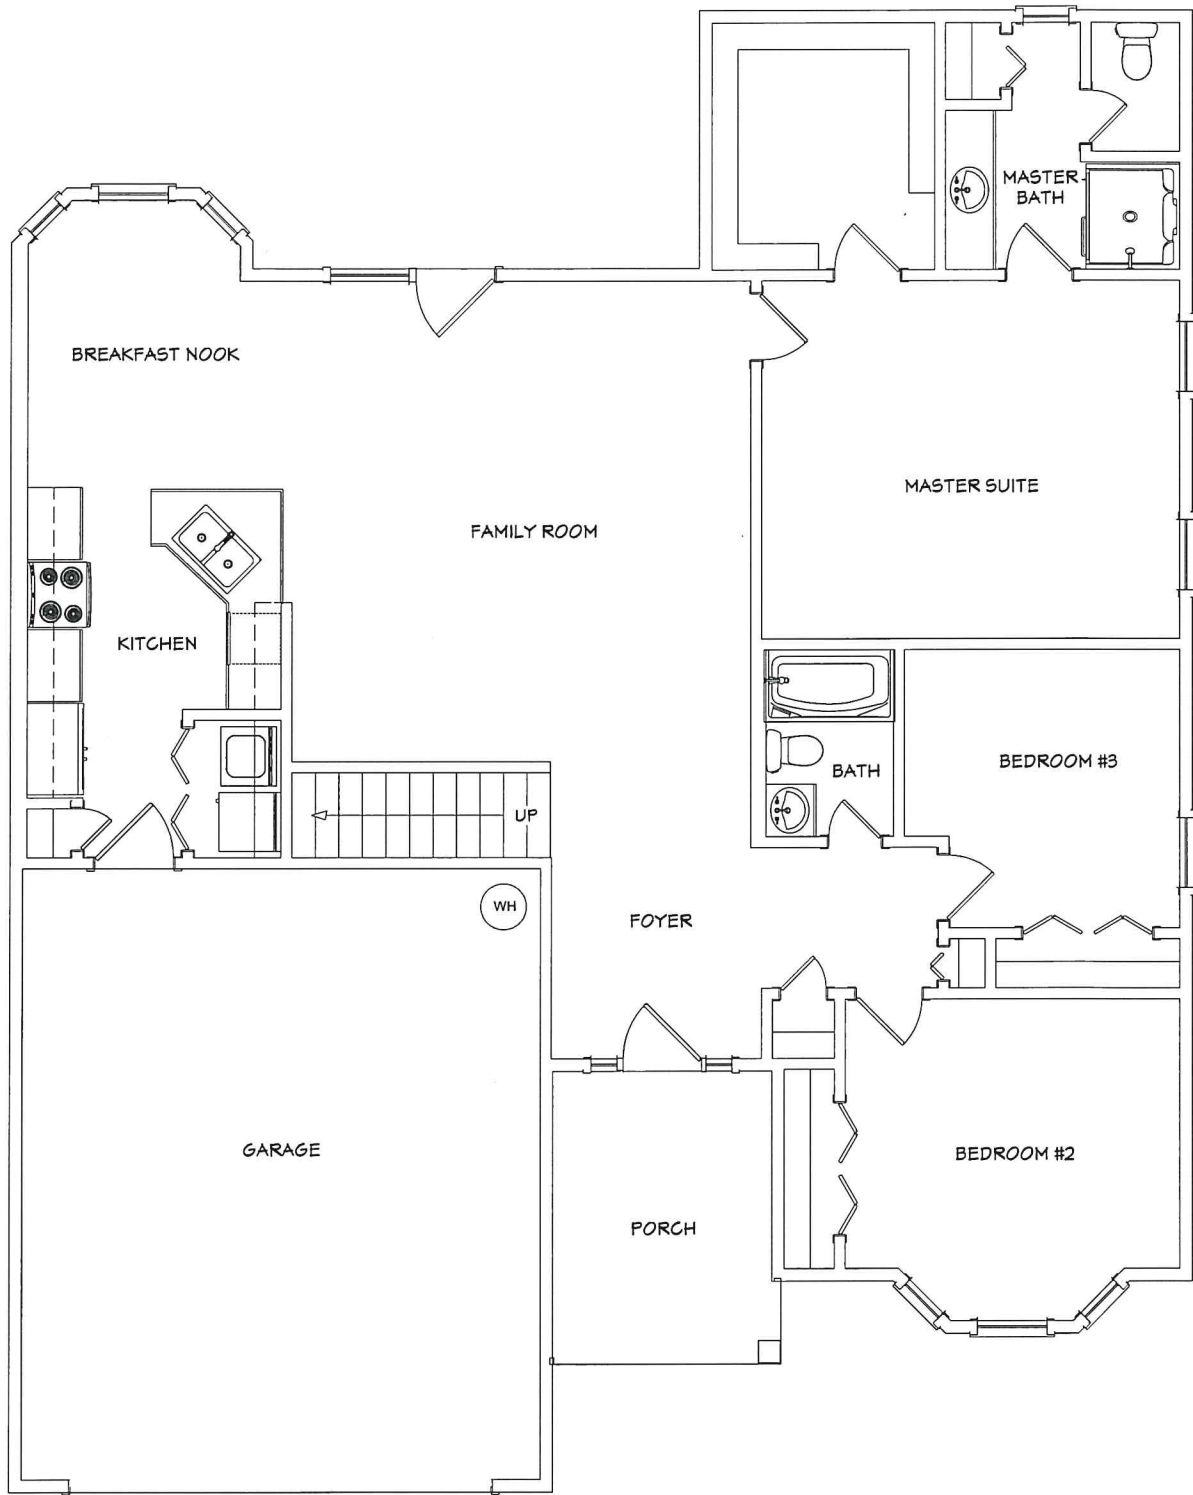 MASTER
BATH
BREAKFAST NOOK
MASTER SUITE
FAMILY ROOM
KITCHEN
BEDROOM #3
BATH
UP
WH
FOYER
GARAGE
BEDROOM #2
PORCH